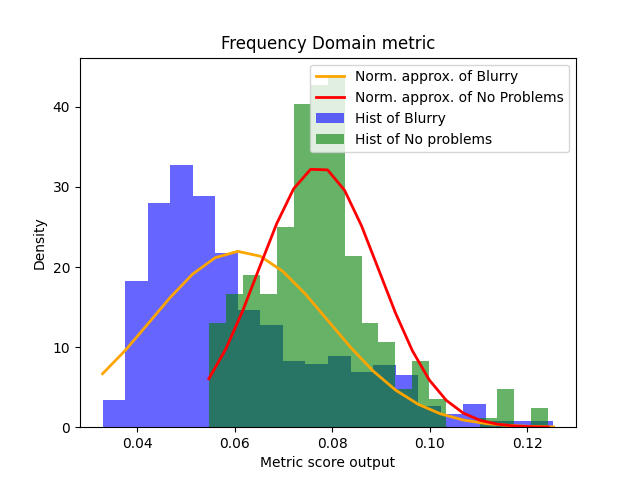 Frequency Domain metric
Norm. approx. of Blurry
Norm. approx. of No Problems
Hist of Blurry
Hist of No problems
Density
40
30
20
10
0
0.04 0.06 0.08 0.10 0.12
Metric score output